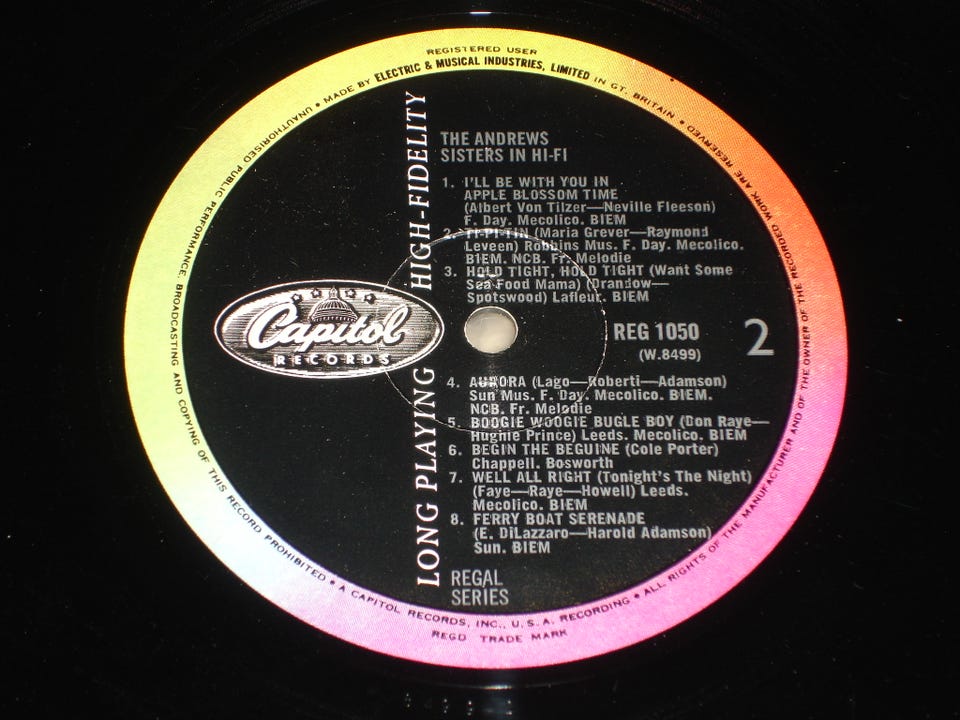 REGISTERED USER
UNAUTHORISED PUBLIC PERFORMANCE, BROADCASTING AND COPYING OF THIS RECORD PROHIBITED • A CAPITOL RECORDS, INC., U.S.A. RECORDING • ALL RIGHTS OF THE MANUFACTURER AND OF THE OWNER OF THE RECORDED WORK ARE RESERVED
• MADE BY ELECTRIC & MUSICAL INDUSTRIES, LIMITED IN GT. BRITAIN •
REGD TRADE MARK
LONG PLAYING HIGH-FIDELITY
Capitol
RECORDS
THE ANDREWS
SISTERS IN HI-FI
1. I'LL BE WITH YOU IN
APPLE BLOSSOM TIME
(Albert Von Tilzer—Neville Fleeson)
F. Day. Mecolico. BIEM
2. TI-PI-TIN (Maria Grever—Raymond
Leveen) Robbins Mus. F. Day. Mecolico.
BIEM. NCB. Fr. Melodie
3. HOLD TIGHT, HOLD TIGHT (Want Some
Sea Food Mama) (Brandow—
Spotswood) Lafleur. BIEM
REG 1050
(W.8499)
2
4. AURORA (Lago—Roberti—Adamson)
Sun Mus. F. Day. Mecolico. BIEM.
NCB. Fr. Melodie
5. BOOGIE WOOGIE BUGLE BOY (Don Raye—
Hughie Prince) Leeds. Mecolico. BIEM
6. BEGIN THE BEGUINE (Cole Porter)
Chappell. Bosworth
7. WELL ALL RIGHT (Tonight's The Night)
(Faye—Raye—Howell) Leeds.
Mecolico. BIEM
8. FERRY BOAT SERENADE
(E. DiLazzaro—Harold Adamson)
Sun. BIEM
REGAL
SERIES